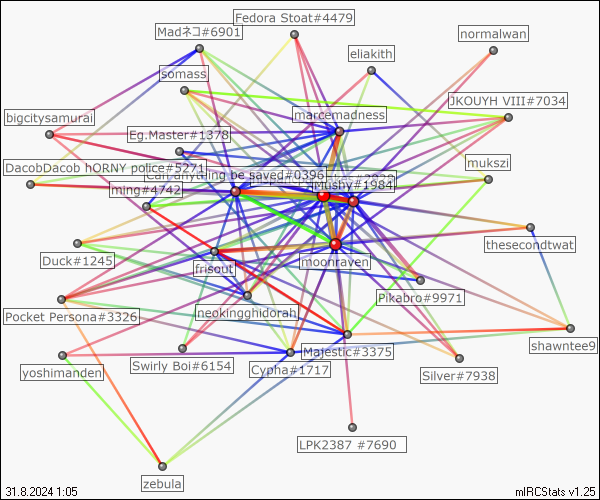 Fedora Stoat#4479
Madネコ#6901
normalwan
eliakith
somass
JKOUYH VIII#7034
marcemadness
bigcitysamurai
Eg.Master#1378
mukszi
DacobDacob hORNY police#5271
be saved#0396
Mushy#1984
ming#4742
thesecondtwat
Duck#1245
frisout
moonraven
Pikabro#9971
neokingghidorah
Pocket Persona#3326
shawntee9
Majestic#3375
Swirly Boi#6154
Cypha#1717
yoshimanden
Silver#7938
LPK2387 #7690
zebula
31.8.2024 1:05
mIRCStats v1.25